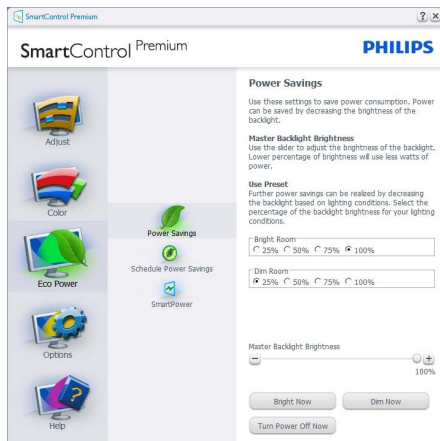 SmartControl Premium
SmartControl Premium
PHILIPS
Adjust
Color
Eco Power
Options
Help
Power Savings
Schedule Power Savings
SmartPower
Power Savings
Use these settings to save power consumption. Power
can be saved by decreasing the brightness of the
backlight.
Master Backlight Brightness
Use the slider to adjust the brightness of the backlight.
Lower percentage of brightness will use less watts of
power.
Use Preset
Further power savings can be realized by decreasing
the backlight based on lighting conditions. Select the
percentage of the backlight brightness for your lighting
conditions.
Bright Room
25% 50% 75% 100%
Dim Room
25% 50% 75% 100%
Master Backlight Brightness
100%
Bright Now Dim Now
Turn Power Off Now